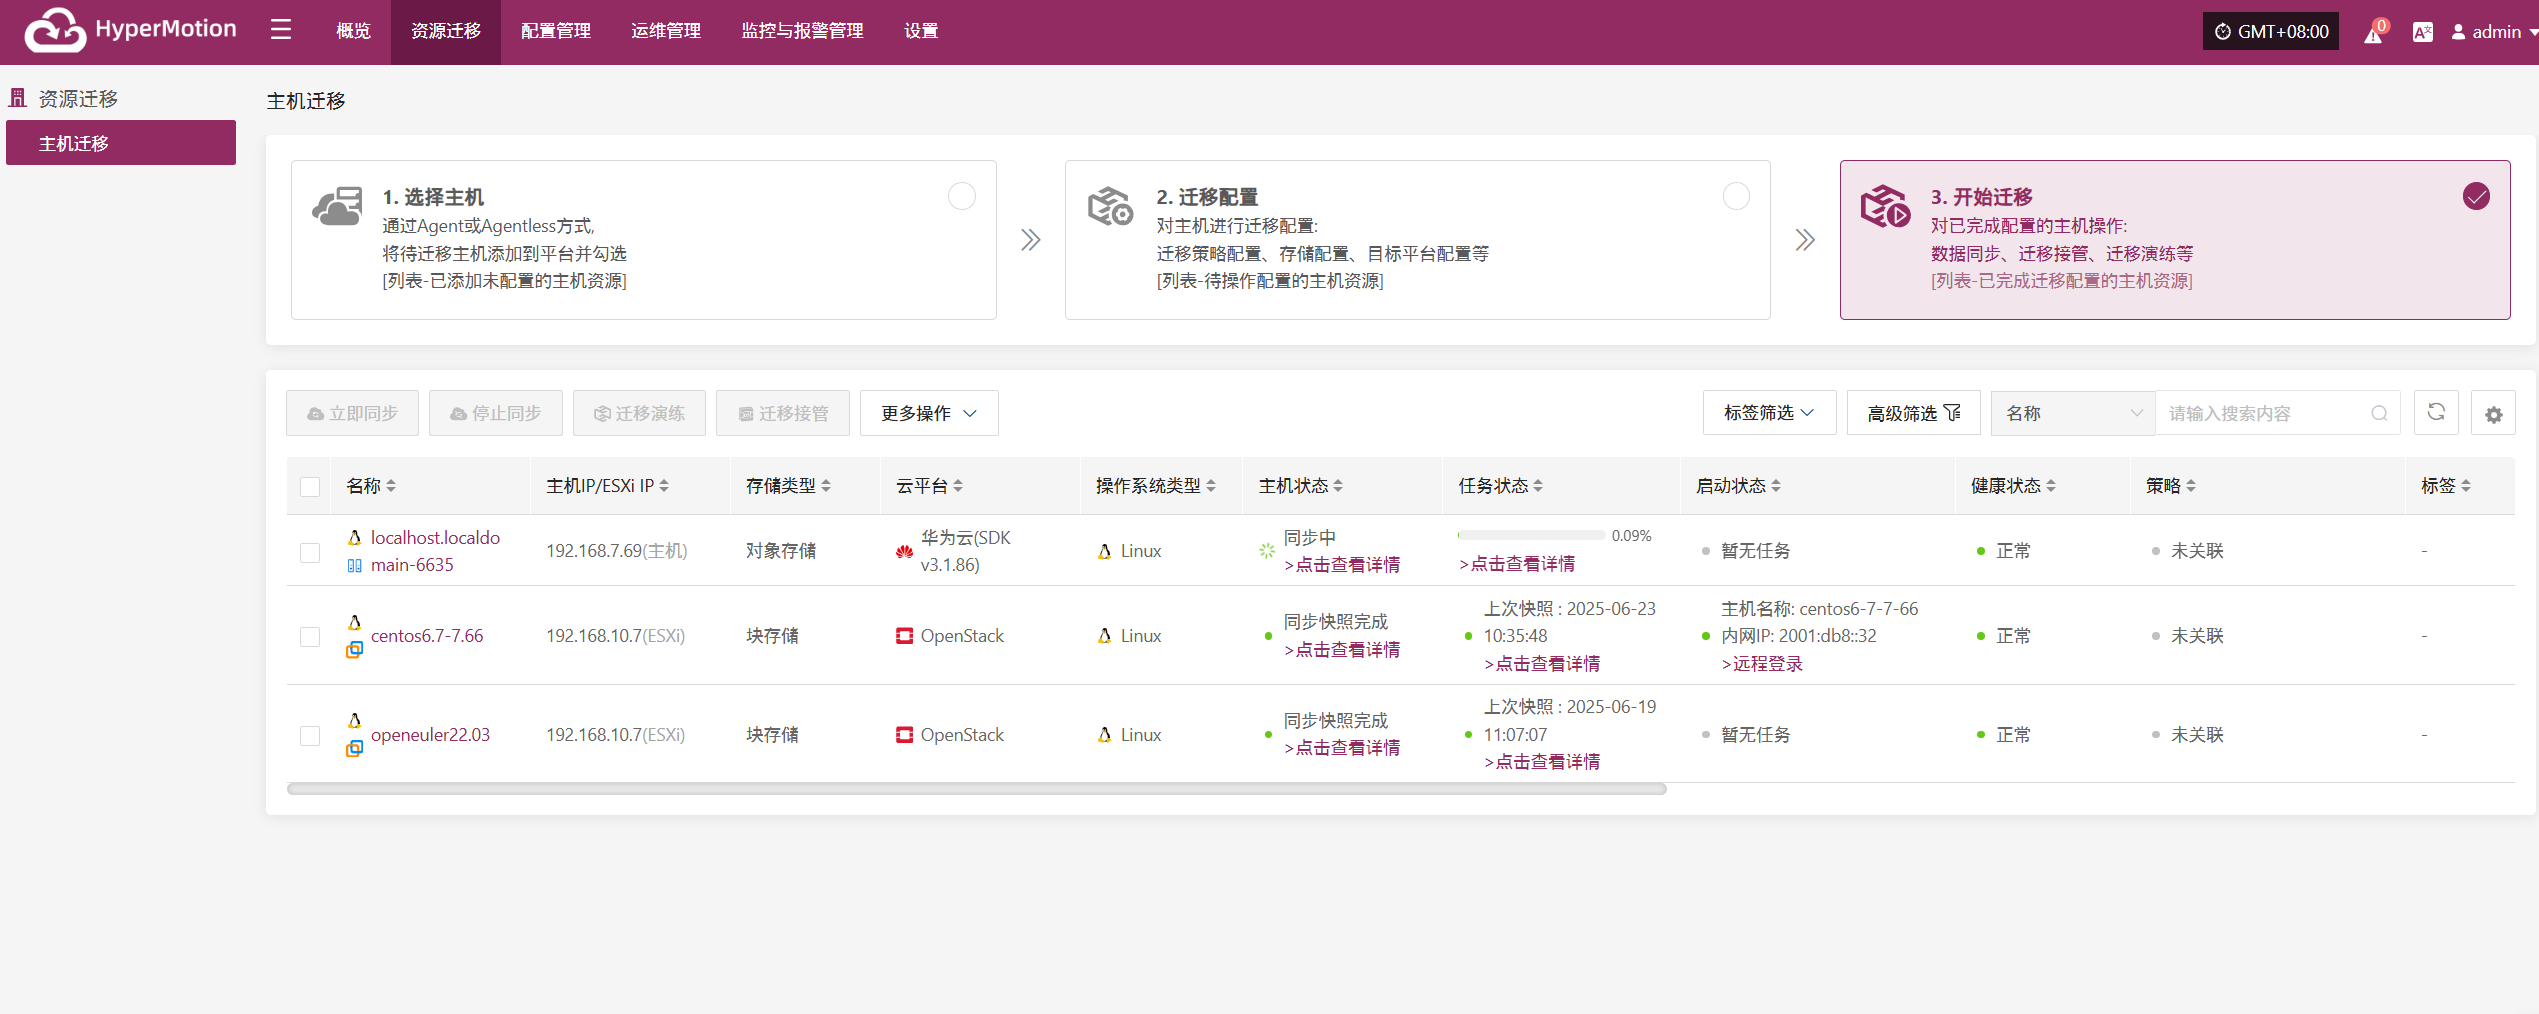 HyperMotion
概览
资源迁移
配置管理
运维管理
监控与报警管理
设置
GMT+08:00
0
admin
资源迁移
主机迁移
主机迁移
1. 选择主机
通过Agent或Agentless方式,
将待迁移主机添加到平台并勾选
[列表-已添加未配置的主机资源]
2. 迁移配置
对主机进行迁移配置:
迁移策略配置、存储配置、目标平台配置等
[列表-待操作配置的主机资源]
3. 开始迁移
对已完成配置的主机操作:
数据同步、迁移接管、迁移演练等
[列表-已完成迁移配置的主机资源]
立即同步
停止同步
迁移演练
迁移接管
更多操作
标签筛选
高级筛选
名称
请输入搜索内容
名称 主机IP/ESXi IP 存储类型 云平台 操作系统类型 主机状态 任务状态 启动状态 健康状态 策略 标签
localhost.localdo
main-6635
192.168.7.69(主机)
对象存储
华为云(SDK
v3.1.86)
Linux
同步中
>点击查看详情
0.09%
>点击查看详情
暂无任务
正常
未关联
-
centos6.7-7.66
192.168.10.7(ESXi)
块存储
OpenStack
Linux
同步快照完成
>点击查看详情
上次快照 : 2025-06-23
10:35:48
>点击查看详情
主机名称: centos6-7-7-66
内网IP: 2001:db8::32
>远程登录
正常
未关联
-
openeuler22.03
192.168.10.7(ESXi)
块存储
OpenStack
Linux
同步快照完成
>点击查看详情
上次快照 : 2025-06-19
11:07:07
>点击查看详情
暂无任务
正常
未关联
-